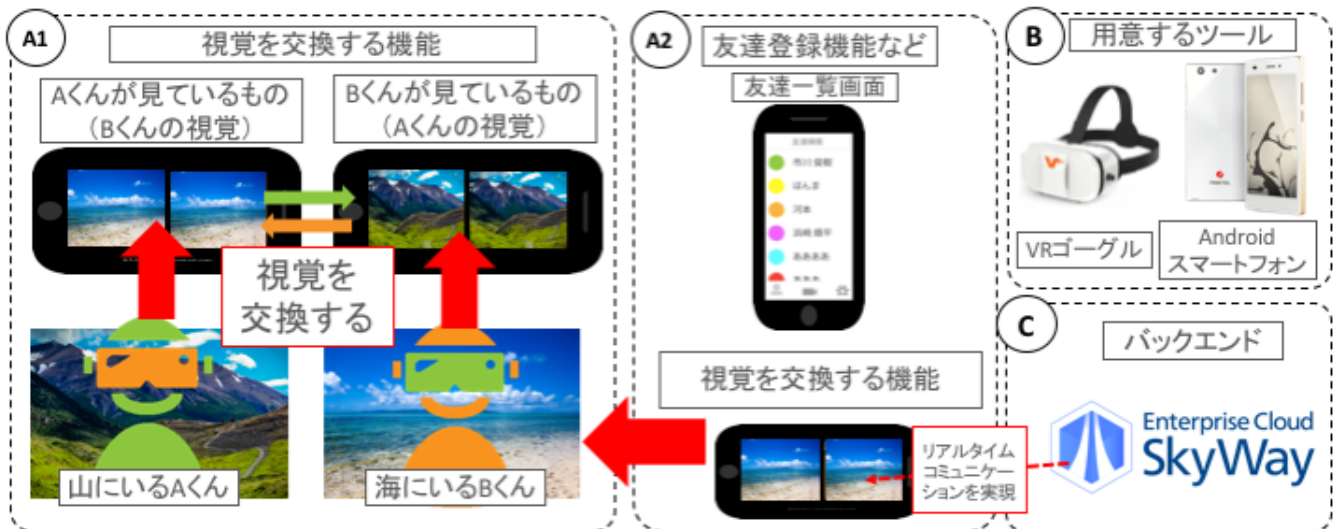 A1
視覚を交換する機能
Aくんが見ているもの
（Bくんの視覚）
Bくんが見ているもの
（Aくんの視覚）
視覚を
交換する
山にいるAくん
海にいるBくん
A2
友達登録機能など
友達一覧画面
はんま
河本
ああああ
視覚を交換する機能
リアルタイム
コミュニケー
ションを実現
B
用意するツール
VRゴーグル
Android
スマートフォン
C
バックエンド
Enterprise Cloud
SkyWay